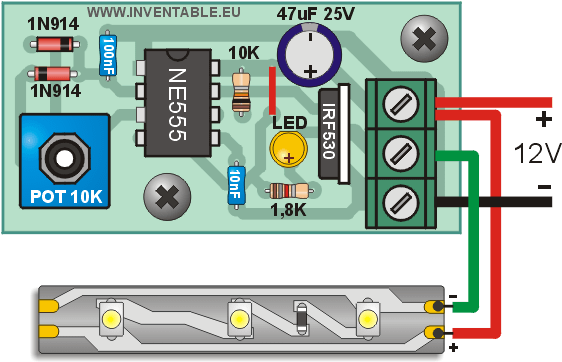 WWW.INVENTABLE.EU
47uF 25V
1N914
100nF
10K
1N914
NE555
LED
IRF530
+
+
12V
POT 10K
10nF
+
-
1,8K
-
+